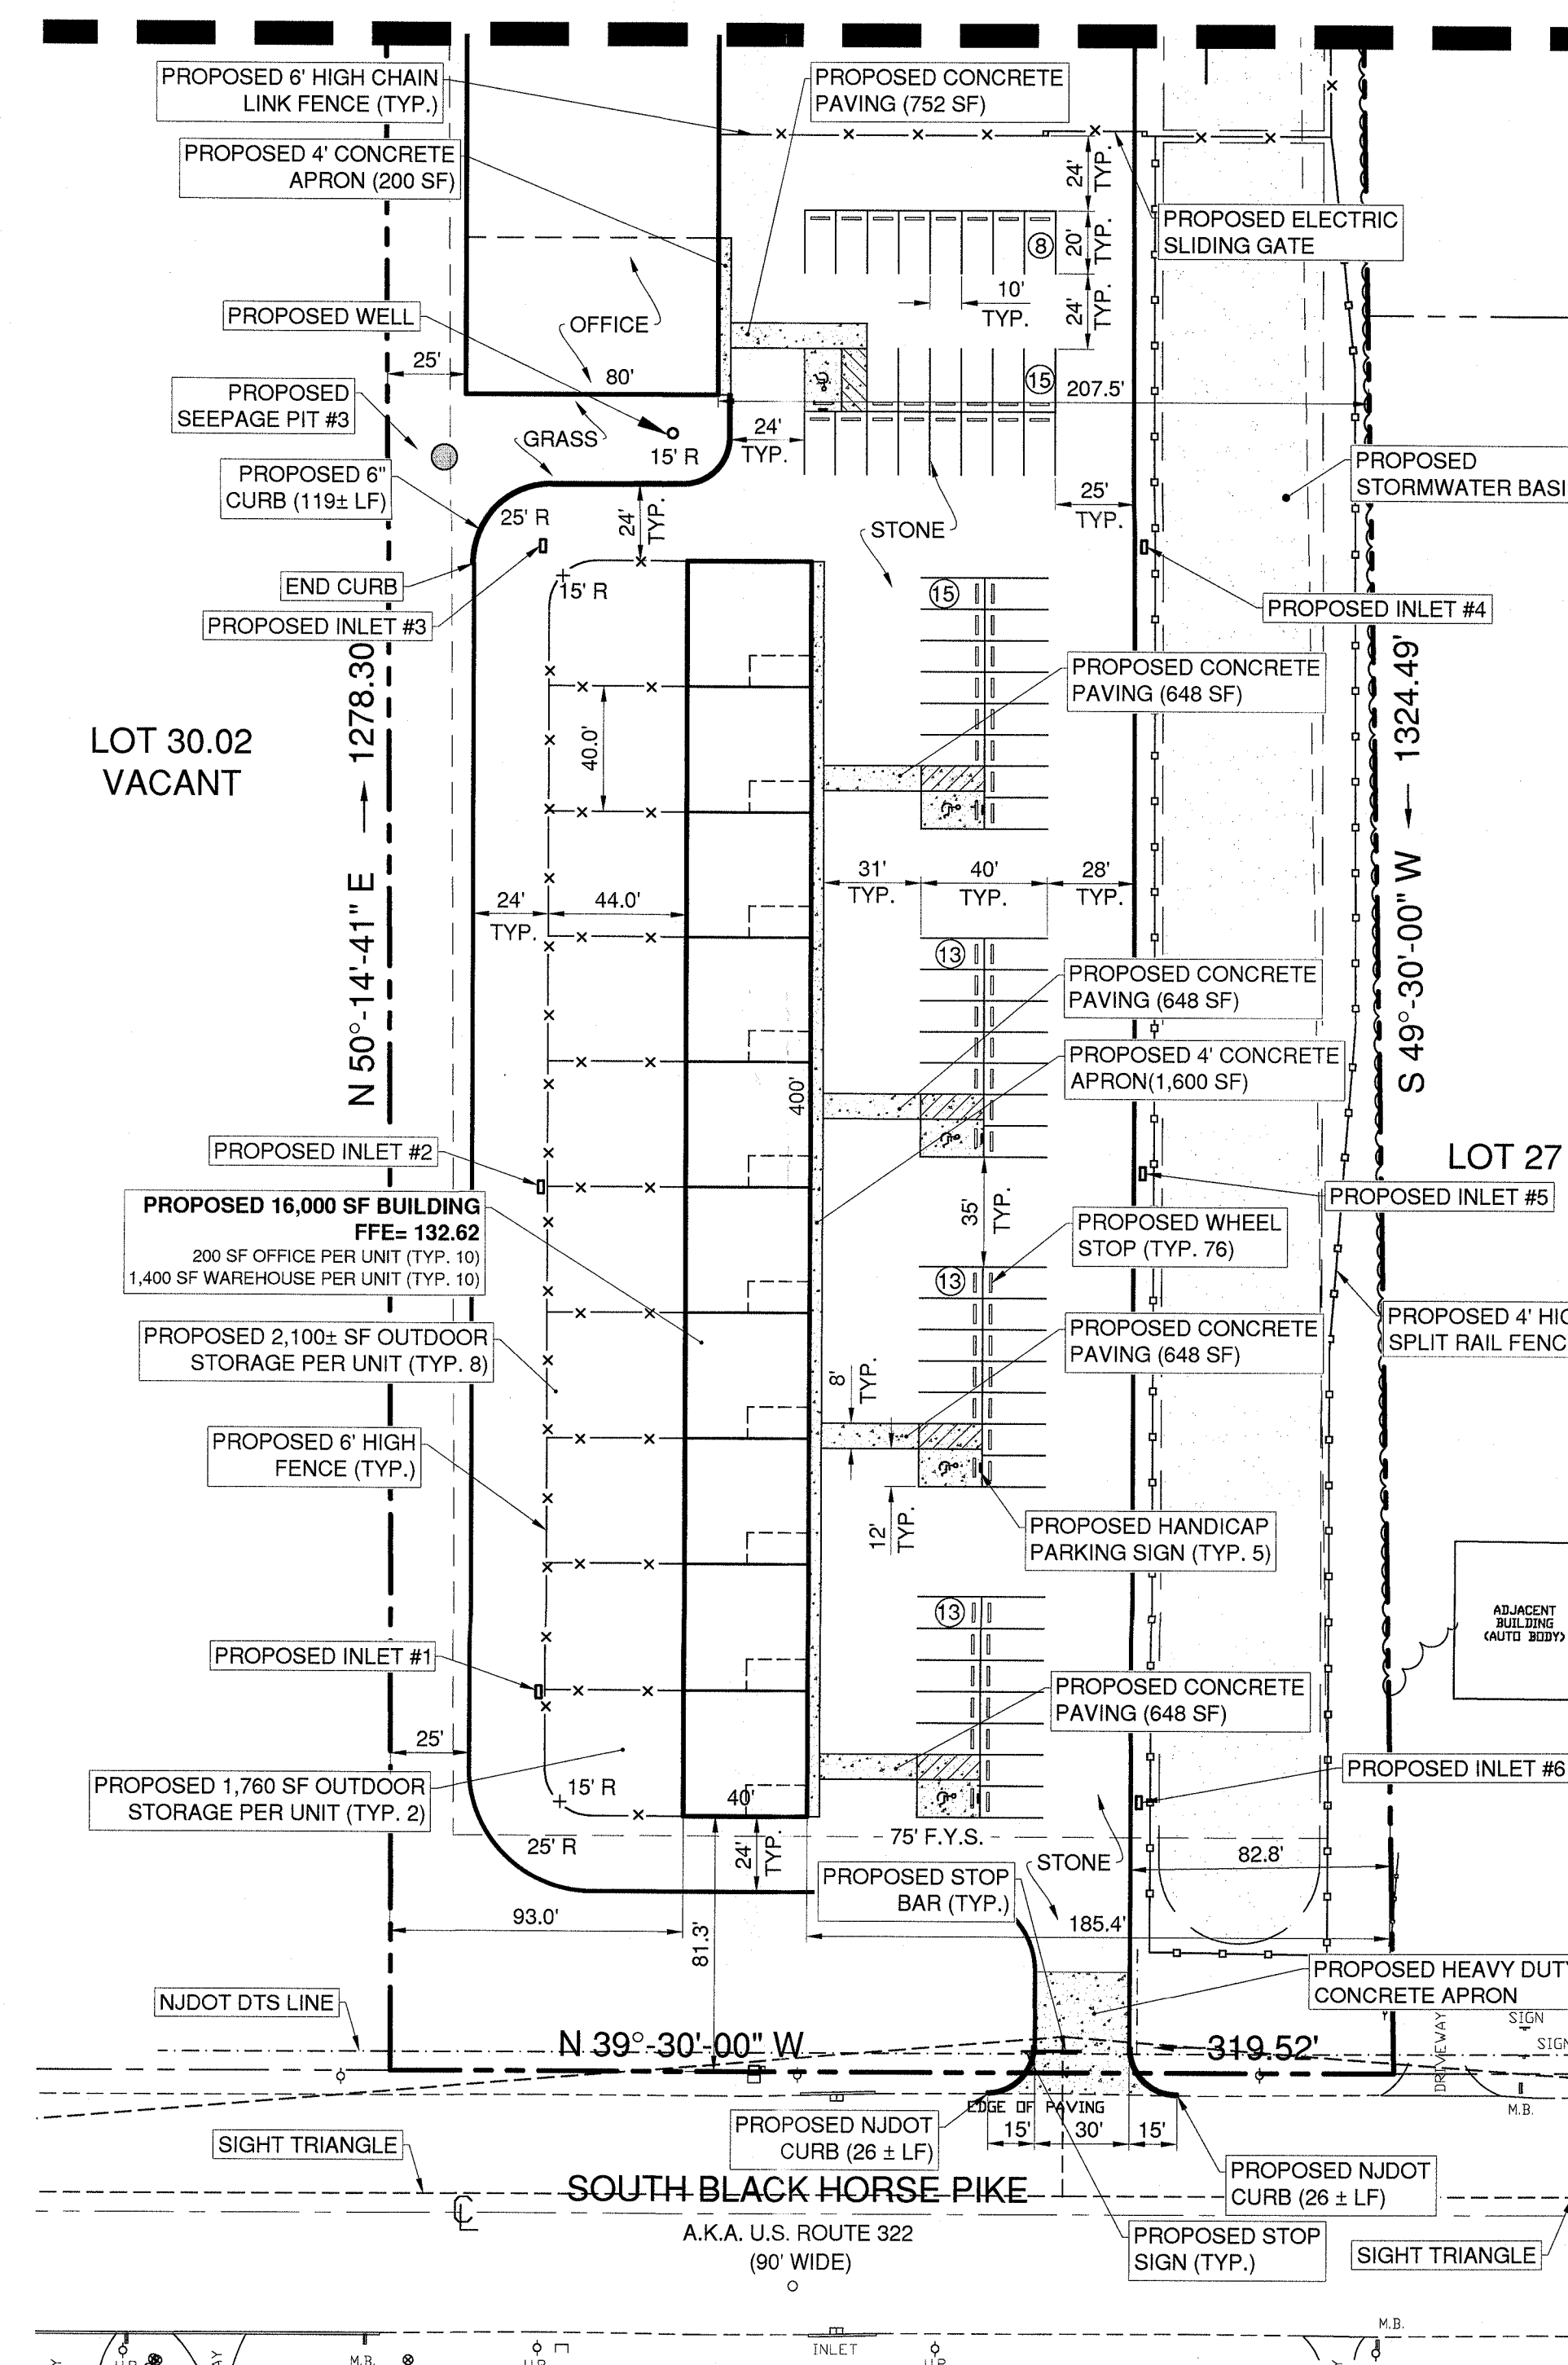 PROPOSED 6' HIGH CHAIN
LINK FENCE (TYP.)
PROPOSED CONCRETE
PAVING (752 SF)
PROPOSED 4' CONCRETE
APRON (200 SF)
24'
TYP.
PROPOSED ELECTRIC
SLIDING GATE
8
20'
TYP.
10'
TYP.
24'
TYP.
PROPOSED WELL
OFFICE
25'
80'
15
207.5'
PROPOSED
SEEPAGE PIT #3
GRASS
15' R
24'
TYP.
PROPOSED 6"
CURB (119± LF)
25' R
24'
TYP.
25'
TYP.
STONE
PROPOSED
STORMWATER BASI
END CURB
15' R
15
PROPOSED INLET #3
PROPOSED INLET #4
PROPOSED CONCRETE
PAVING (648 SF)
LOT 30.02
VACANT
N 50°-14'-41" E → 1278.30
40.0'
S 49°-30'-00" W ← 1324.49'
31'
TYP.
40'
TYP.
28'
TYP.
24'
TYP.
44.0'
13
PROPOSED CONCRETE
PAVING (648 SF)
PROPOSED 4' CONCRETE
APRON(1,600 SF)
400'
PROPOSED INLET #2
LOT 27
PROPOSED INLET #5
PROPOSED 16,000 SF BUILDING
FFE= 132.62
200 SF OFFICE PER UNIT (TYP. 10)
1,400 SF WAREHOUSE PER UNIT (TYP. 10)
35'
TYP.
PROPOSED WHEEL
STOP (TYP. 76)
13
PROPOSED 2,100± SF OUTDOOR
STORAGE PER UNIT (TYP. 8)
PROPOSED CONCRETE
PAVING (648 SF)
PROPOSED 4' HIG
SPLIT RAIL FENC
8'
TYP.
PROPOSED 6' HIGH
FENCE (TYP.)
12'
TYP.
PROPOSED HANDICAP
PARKING SIGN (TYP. 5)
13
ADJACENT
BUILDING
(AUTO BODY)
PROPOSED INLET #1
PROPOSED CONCRETE
PAVING (648 SF)
25'
PROPOSED INLET #6
PROPOSED 1,760 SF OUTDOOR
STORAGE PER UNIT (TYP. 2)
15' R
40'
25' R
24'
TYP.
75' F.Y.S.
STONE
82.8'
PROPOSED STOP
BAR (TYP.)
93.0'
81.3'
185.4'
PROPOSED HEAVY DUTY
CONCRETE APRON
NJDOT DTS LINE
SIGN
N 39°-30'-00" W
319.52'
SIGN
DRIVEWAY
M.B.
EDGE OF PAVING
PROPOSED NJDOT
CURB (26 ± LF)
15'
30'
15'
SIGHT TRIANGLE
PROPOSED NJDOT
CURB (26 ± LF)
SOUTH BLACK HORSE PIKE
CL
A.K.A. U.S. ROUTE 322
(90' WIDE)
PROPOSED STOP
SIGN (TYP.)
SIGHT TRIANGLE
M.B.
INLET
M.B.
U.P.
U.P.